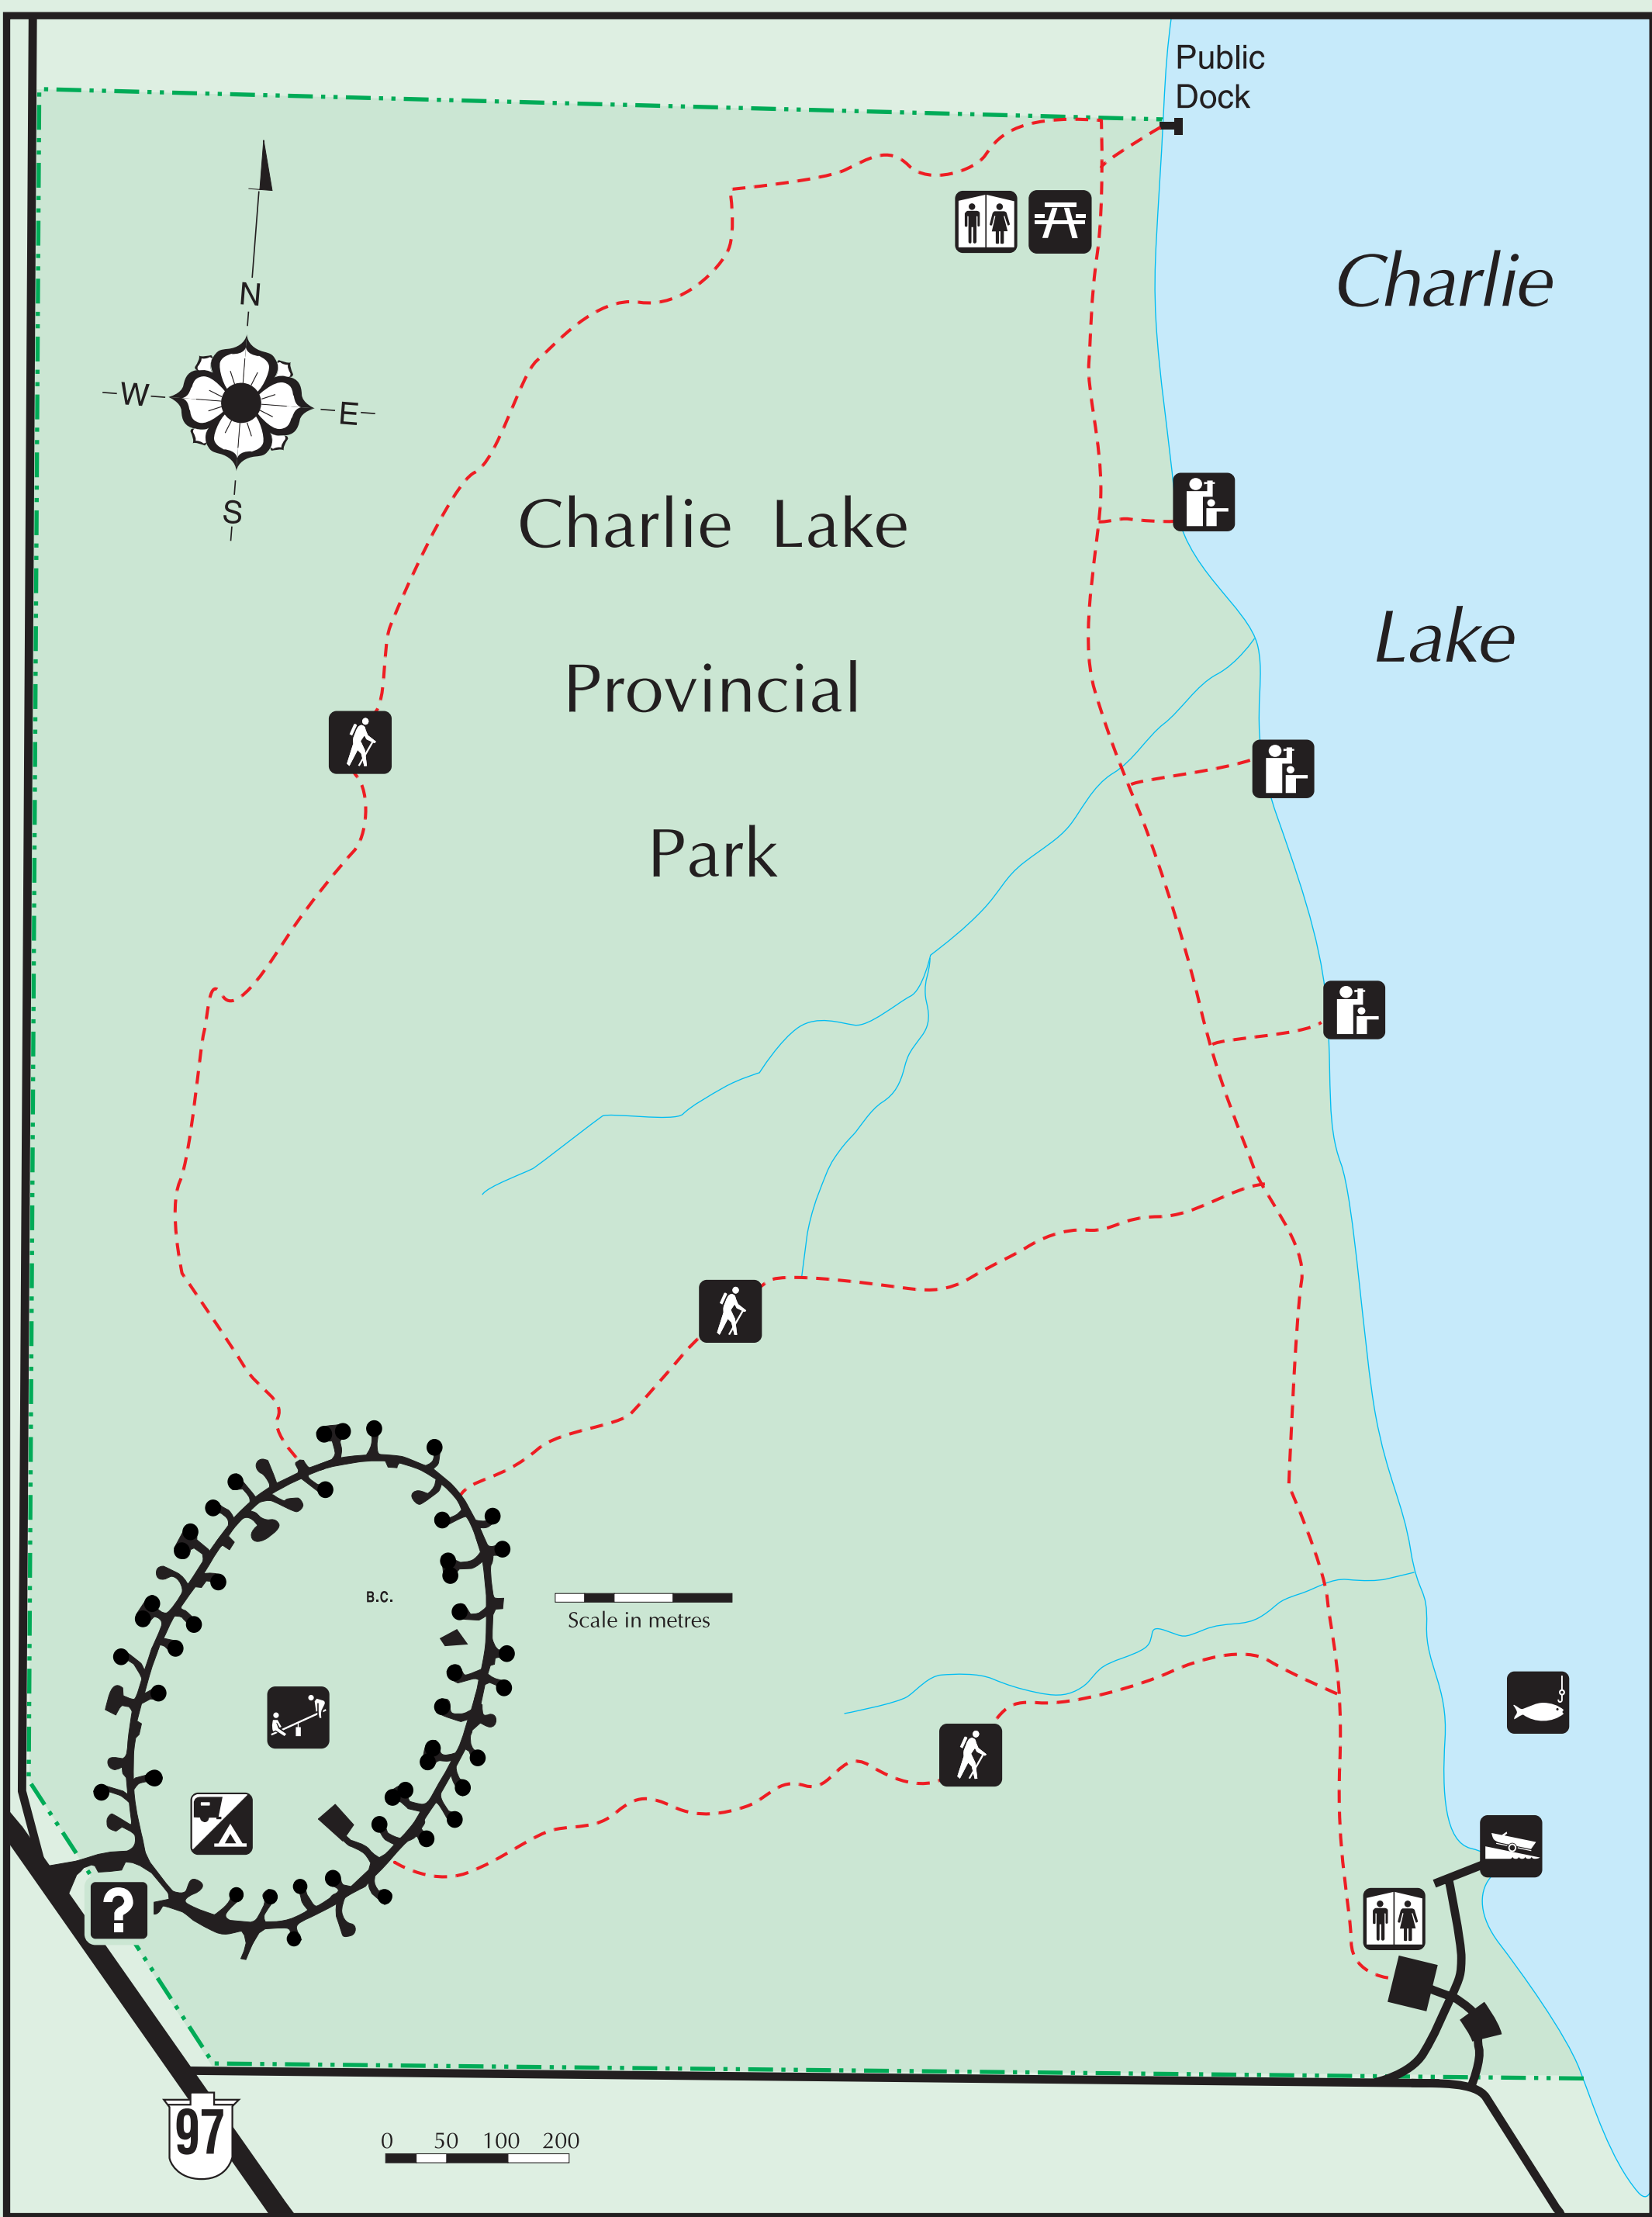 Public
Dock
N
W
E
S
Charlie
Lake
Charlie Lake
Provincial
Park
B.C.
Scale in metres
?
97
0 50 100 200